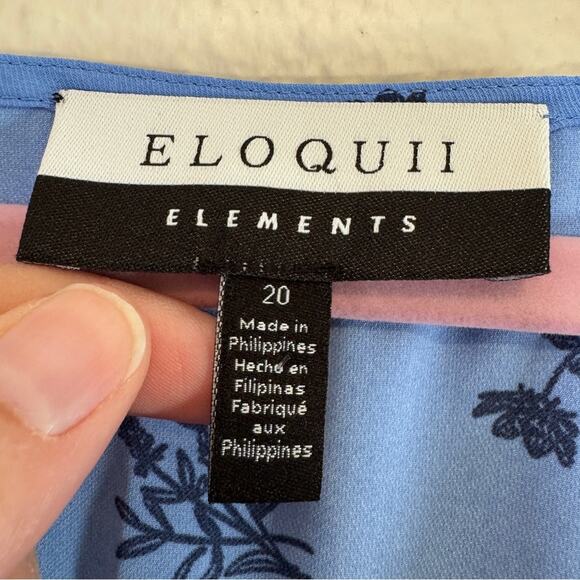 ELOQUII
ELEMENTS
20
Made in
Philippines
Hecho en
Filipinas
Fabriqué
aux
Philippines